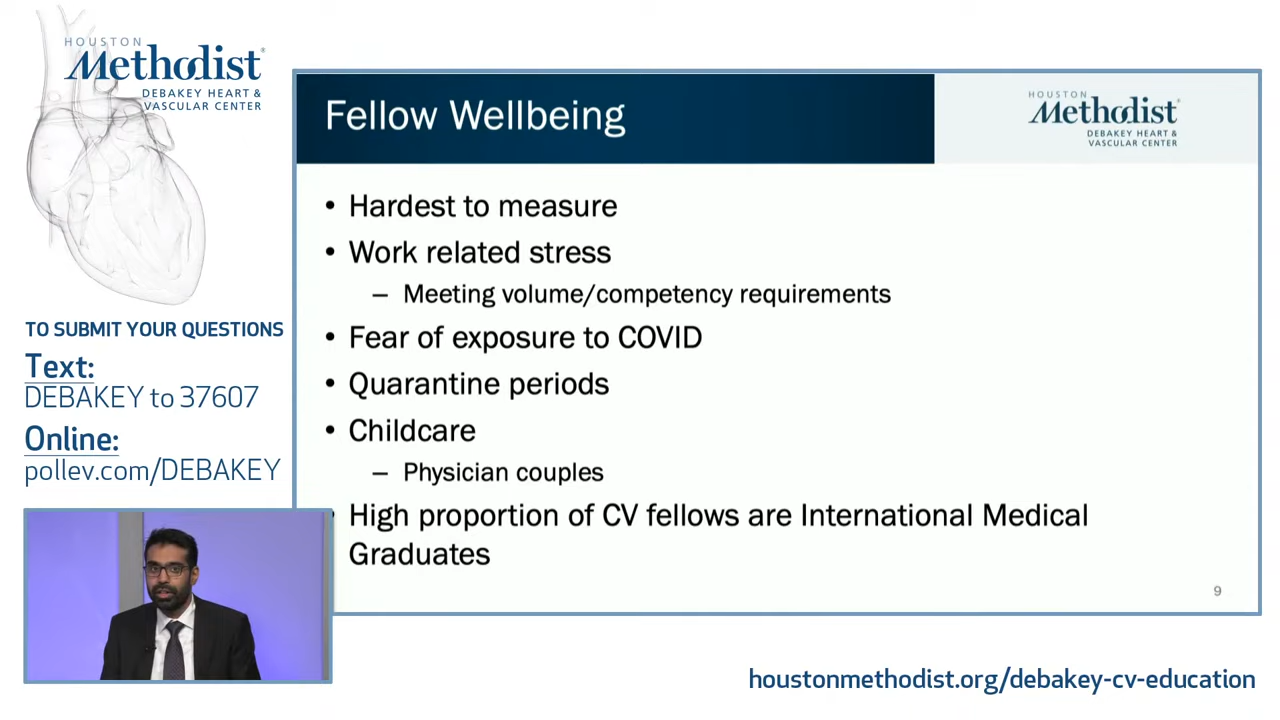 HOUSTON
Methodist®
DEBAKEY HEART &
VASCULAR CENTER
TO SUBMIT YOUR QUESTIONS
Text:
DEBAKEY to 37607
Online:
pollev.com/DEBAKEY
Fellow Wellbeing
HOUSTON
Methodist®
DEBAKEY HEART &
VASCULAR CENTER
• Hardest to measure
• Work related stress
– Meeting volume/competency requirements
• Fear of exposure to COVID
• Quarantine periods
• Childcare
– Physician couples
• High proportion of CV fellows are International Medical
Graduates
9
houstonmethodist.org/debakey-cv-education